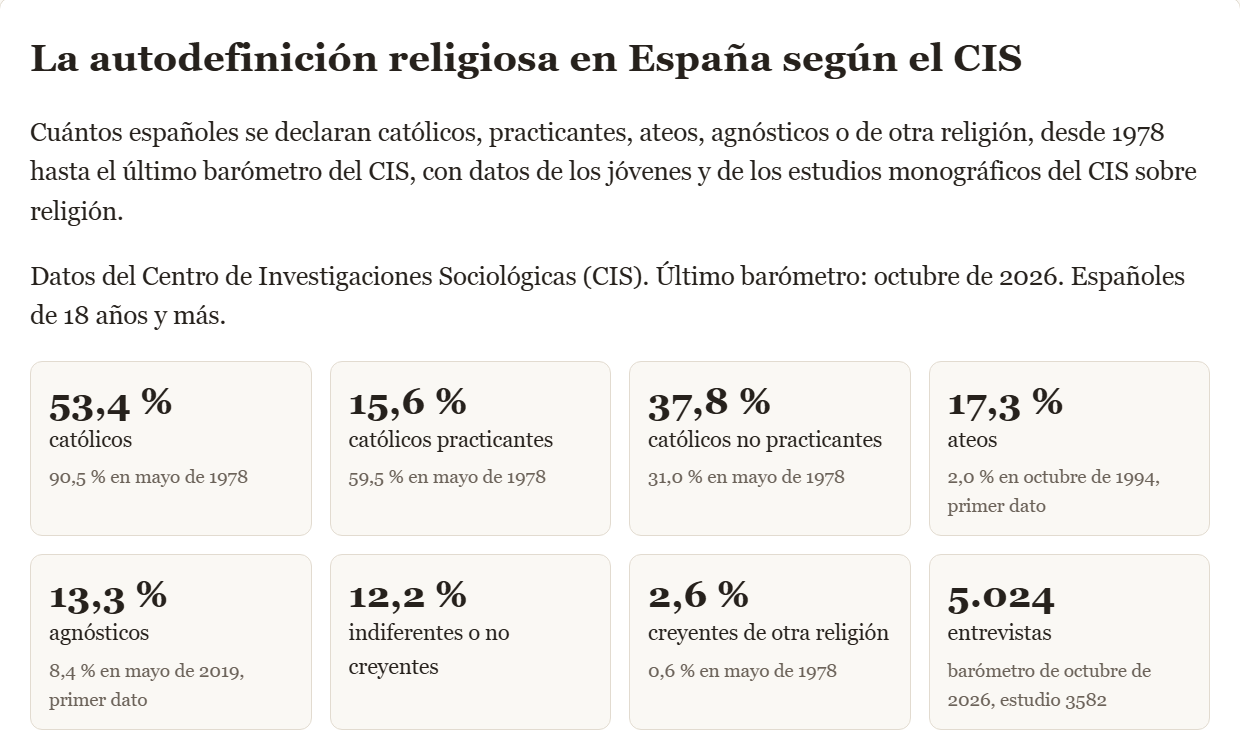 La autodefinición religiosa en España según el CIS
Cuántos españoles se declaran católicos, practicantes, ateos, agnósticos o de otra religión, desde 1978
hasta el último barómetro del CIS, con datos de los jóvenes y de los estudios monográficos del CIS sobre
religión.
Datos del Centro de Investigaciones Sociológicas (CIS). Último barómetro: octubre de 2026. Españoles
de 18 años y más.
53,4 %
católicos
90,5 % en mayo de 1978
15,6 %
católicos practicantes
59,5 % en mayo de 1978
37,8 %
católicos no practicantes
31,0 % en mayo de 1978
17,3 %
ateos
2,0 % en octubre de 1994,
primer dato
13,3 %
agnósticos
8,4 % en mayo de 2019,
primer dato
12,2 %
indiferentes o no
creyentes
2,6 %
creyentes de otra religión
0,6 % en mayo de 1978
5.024
entrevistas
barómetro de octubre de
2026, estudio 3582